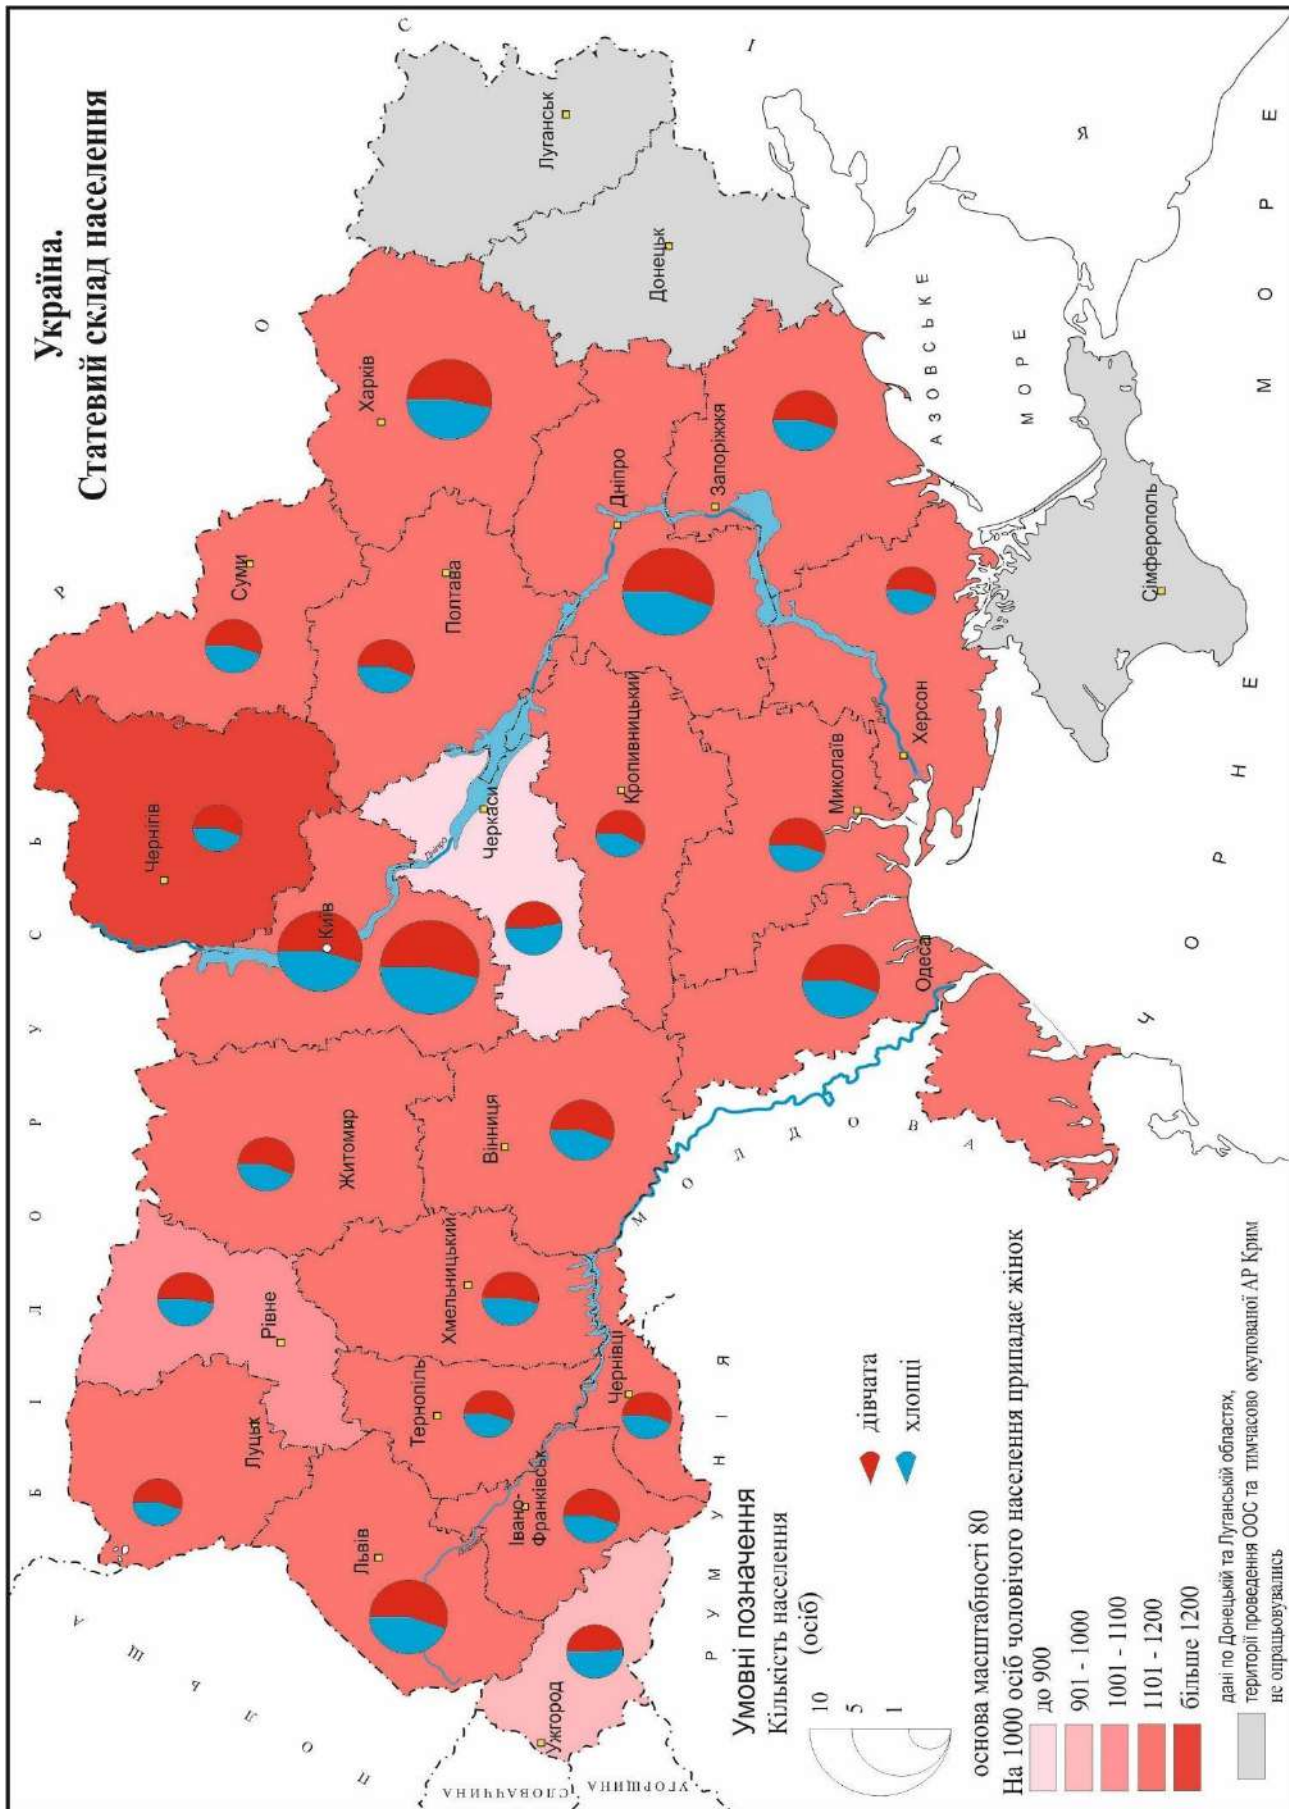 Україна.
Статевий склад населення
П О Л Ь Щ А
Б І Л О Р У С Ь
Р О С І Я
СЛОВАЧЧИНА
УГОРЩИНА
Р У М У Н І Я
М О Л Д О В А
Луцьк
Рівне
Житомир
Київ
Чернігів
Суми
Харків
Луганськ
Львів
Тернопіль
Хмельницький
Вінниця
Черкаси
Полтава
Дніпро
Ужгород
Івано-
Франківськ
Чернівці
Кропивницький
Дніпро
Запоріжжя
Донецьк
Одеса
Миколаїв
Херсон
Сімферополь
АЗОВСЬКЕ
МОРЕ
Ч О Р Н Е
М О Р Е
Умовні позначення
Кількість населення
(осіб)
10
5
1
дівчата
хлопці
основа масштабності 80
На 1000 осіб чоловічого населення припадає жінок
до 900
901 - 1000
1001 - 1100
1101 - 1200
більше 1200
дані по Донецькій та Луганській областях,
території проведення ООС та тимчасово окупованої АР Крим
не опрацьовувались